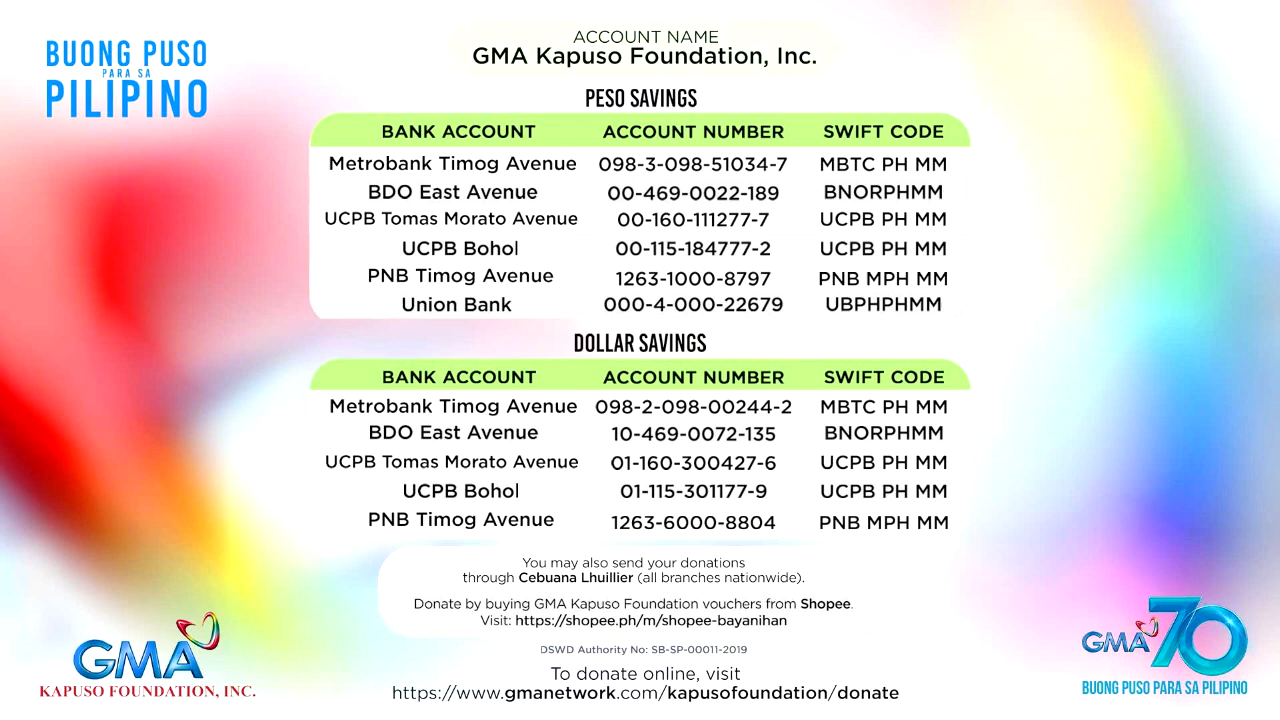 BUONG PUSO
PARA SA
PILIPINO
ACCOUNT NAME
GMA Kapuso Foundation, Inc.
PESO SAVINGS
BANK ACCOUNT ACCOUNT NUMBER SWIFT CODE
Metrobank Timog Avenue 098-3-098-51034-7 MBTC PH MM
BDO East Avenue 00-469-0022-189 BNORPHMM
UCPB Tomas Morato Avenue 00-160-111277-7 UCPB PH MM
UCPB Bohol 00-115-184777-2 UCPB PH MM
PNB Timog Avenue 1263-1000-8797 PNB MPH MM
Union Bank 000-4-000-22679 UBPHPHMM
DOLLAR SAVINGS
BANK ACCOUNT ACCOUNT NUMBER SWIFT CODE
Metrobank Timog Avenue 098-2-098-00244-2 MBTC PH MM
BDO East Avenue 10-469-0072-135 BNORPHMM
UCPB Tomas Morato Avenue 01-160-300427-6 UCPB PH MM
UCPB Bohol 01-115-301177-9 UCPB PH MM
PNB Timog Avenue 1263-6000-8804 PNB MPH MM
You may also send your donations
through Cebuana Lhuillier (all branches nationwide).
Donate by buying GMA Kapuso Foundation vouchers from Shopee.
Visit: https://shopee.ph/m/shopee-bayanihan
DSWD Authority No: SB-SP-00011-2019
To donate online, visit
https://www.gmanetwork.com/kapusofoundation/donate
GMA
KAPUSO FOUNDATION, INC.
GMA 70
BUONG PUSO PARA SA PILIPINO